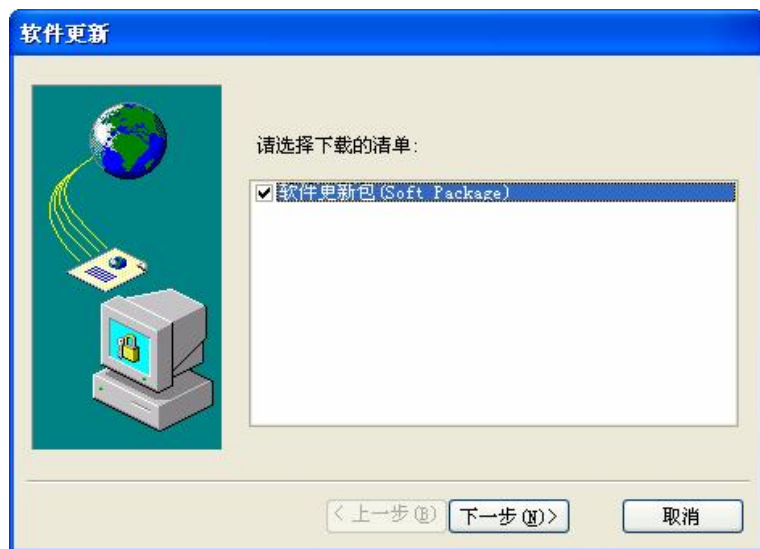 软件更新
请选择下载的清单:
软件更新包(Soft Package)
< 上一步(B)
下一步(N)>
取消